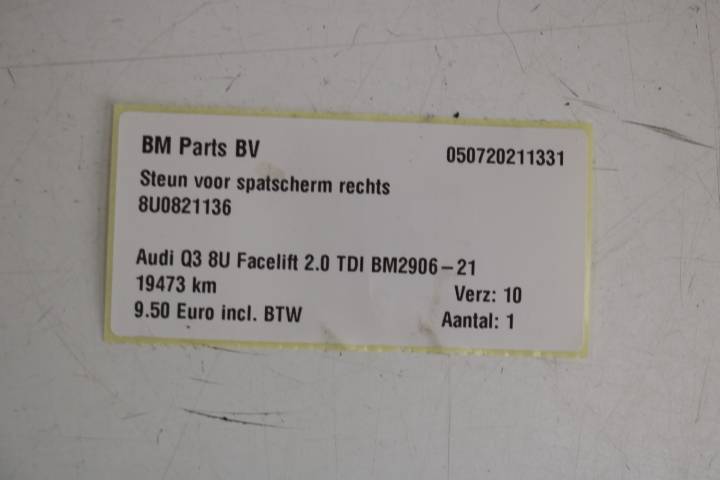 BM Parts BV 050720211331
Steun voor spatscherm rechts
8U0821136
Audi Q3 8U Facelift 2.0 TDI BM2906-21
19473 km Verz: 10
9.50 Euro incl. BTW Aantal: 1